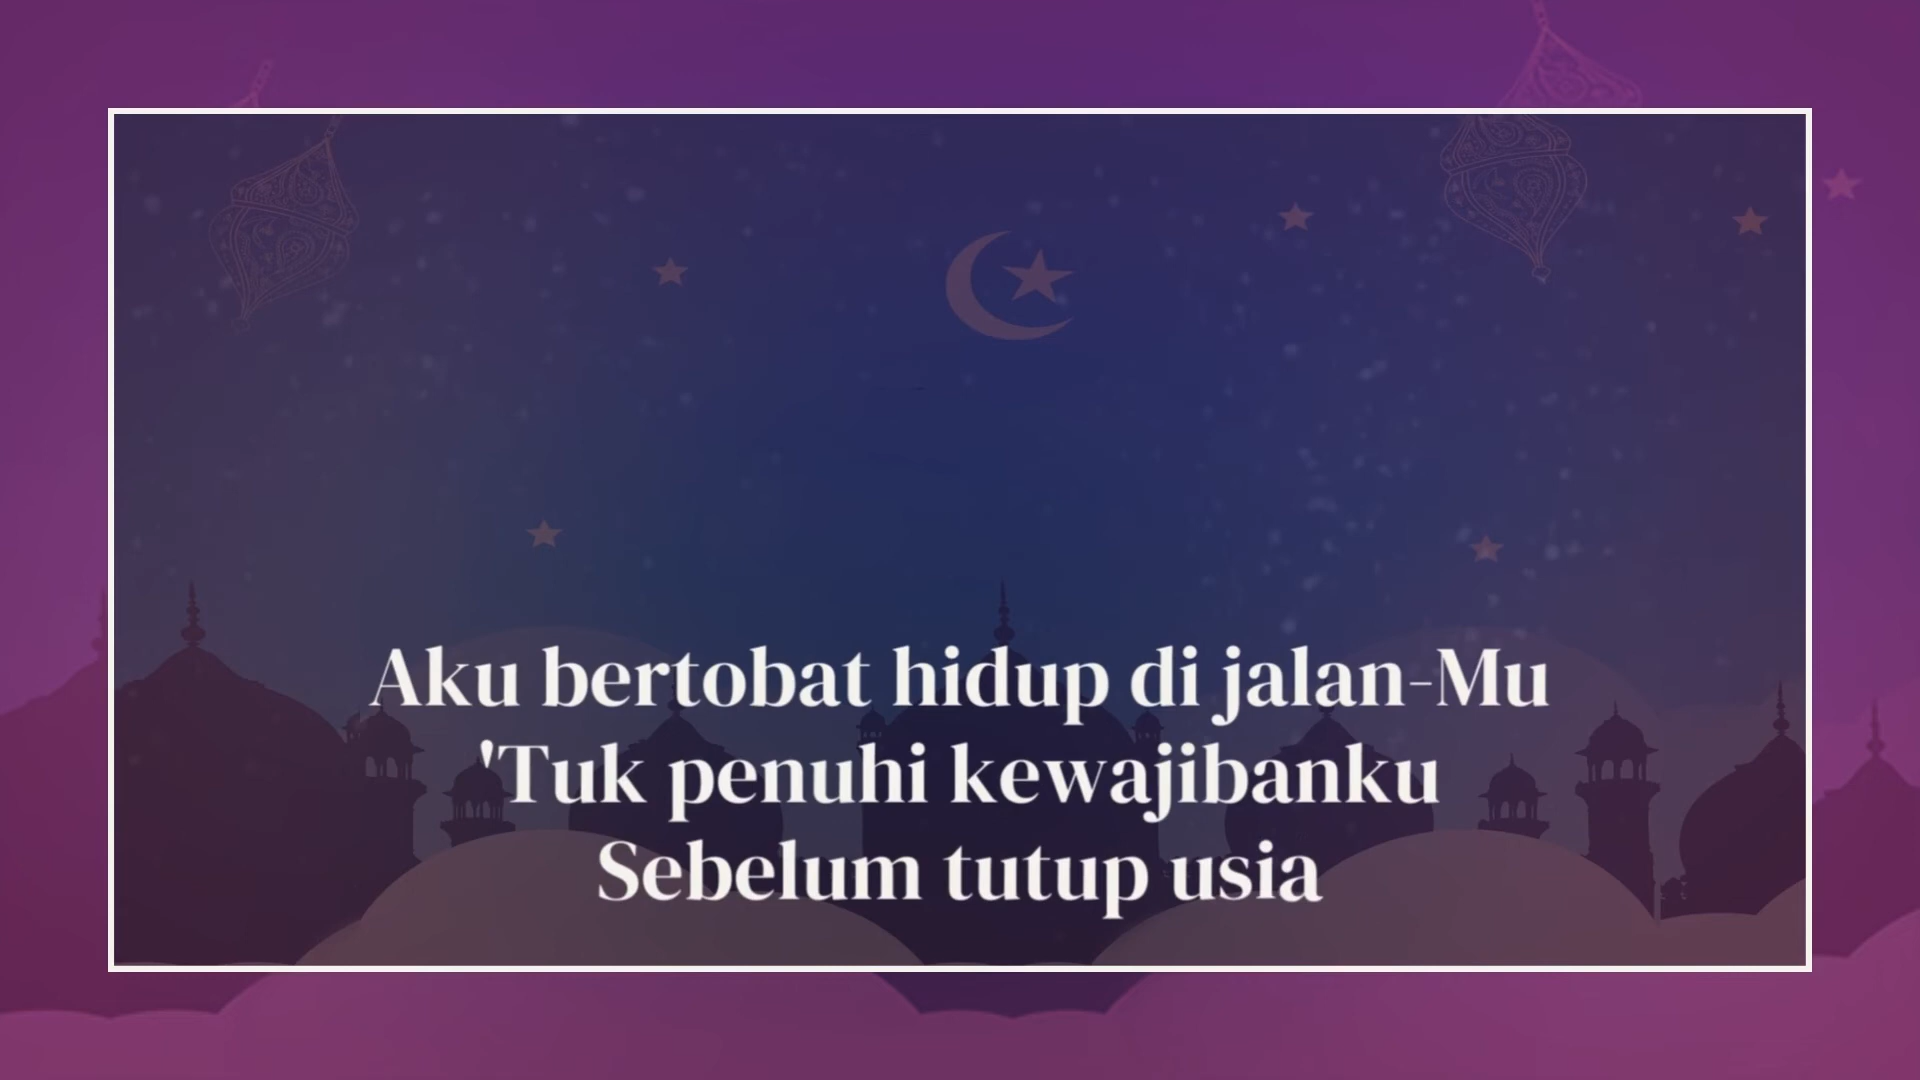 Aku bertobat hidup di jalan-Mu
'Tuk penuhi kewajibanku
Sebelum tutup usia